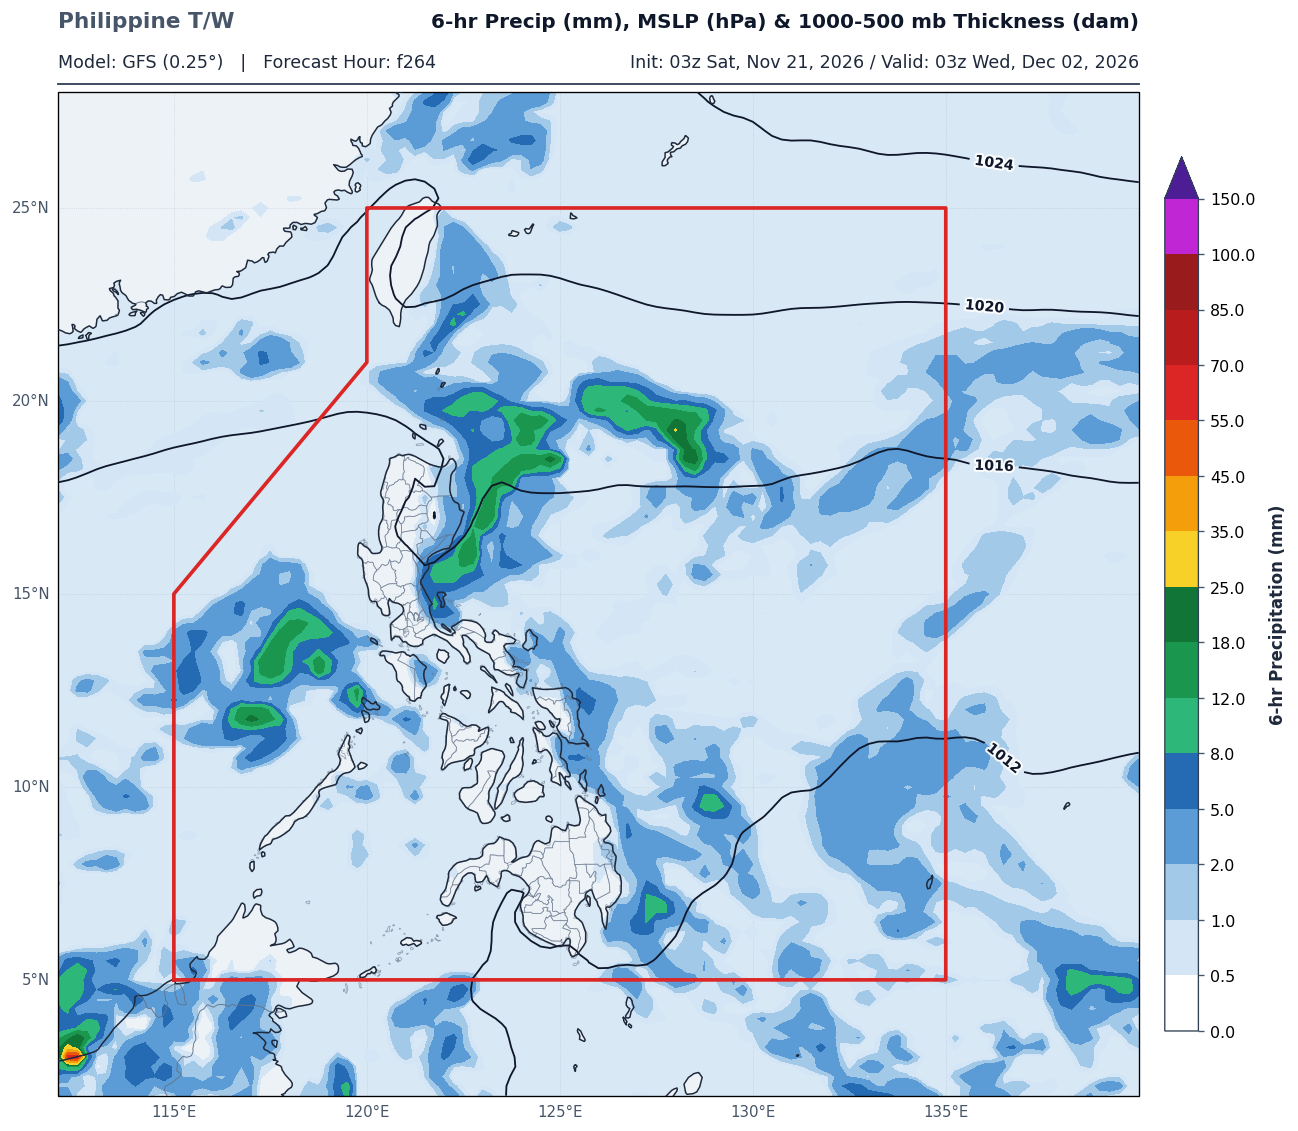 Philippine T/W
6-hr Precip (mm), MSLP (hPa) & 1000-500 mb Thickness (dam)
Model: GFS (0.25°) | Forecast Hour: f264
Init: 03z Sat, Nov 21, 2026 / Valid: 03z Wed, Dec 02, 2026
1024
1020
1016
1012
25°N
20°N
15°N
10°N
5°N
115°E
120°E
125°E
130°E
135°E
150.0
100.0
85.0
70.0
55.0
45.0
35.0
25.0
18.0
12.0
8.0
5.0
2.0
1.0
0.5
0.0
6-hr Precipitation (mm)